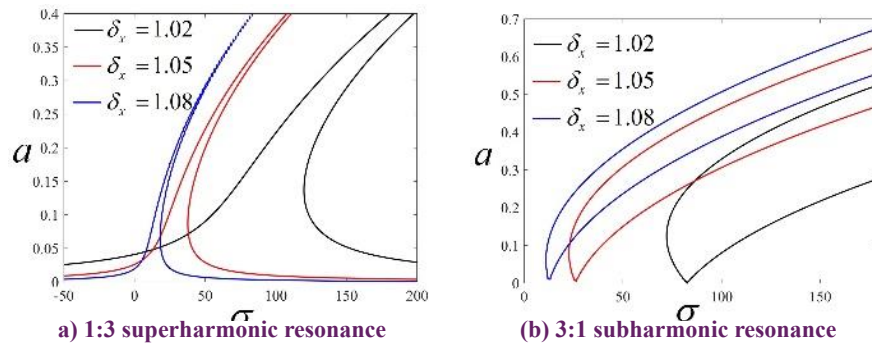 0.4
0.35
0.3
0.25
0.2
0.15
0.1
0.05
0
a
δₓ = 1.02
δₓ = 1.05
δₓ = 1.08
-50 0 50 100 150 200
σ
a) 1:3 superharmonic resonance
0.7
0.6
0.5
0.4
0.3
0.2
0.1
0
a
δₓ = 1.02
δₓ = 1.05
δₓ = 1.08
0 50 100 150
σ
(b) 3:1 subharmonic resonance